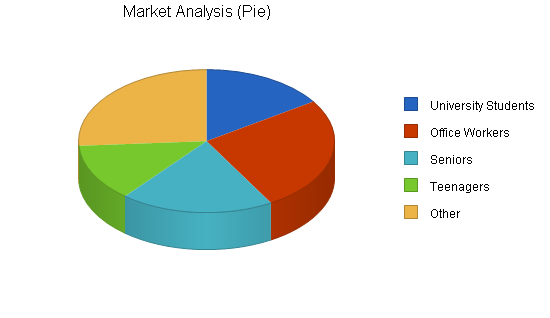 Market Analysis (Pie)
University Students
Office Workers
Seniors
Teenagers
Other